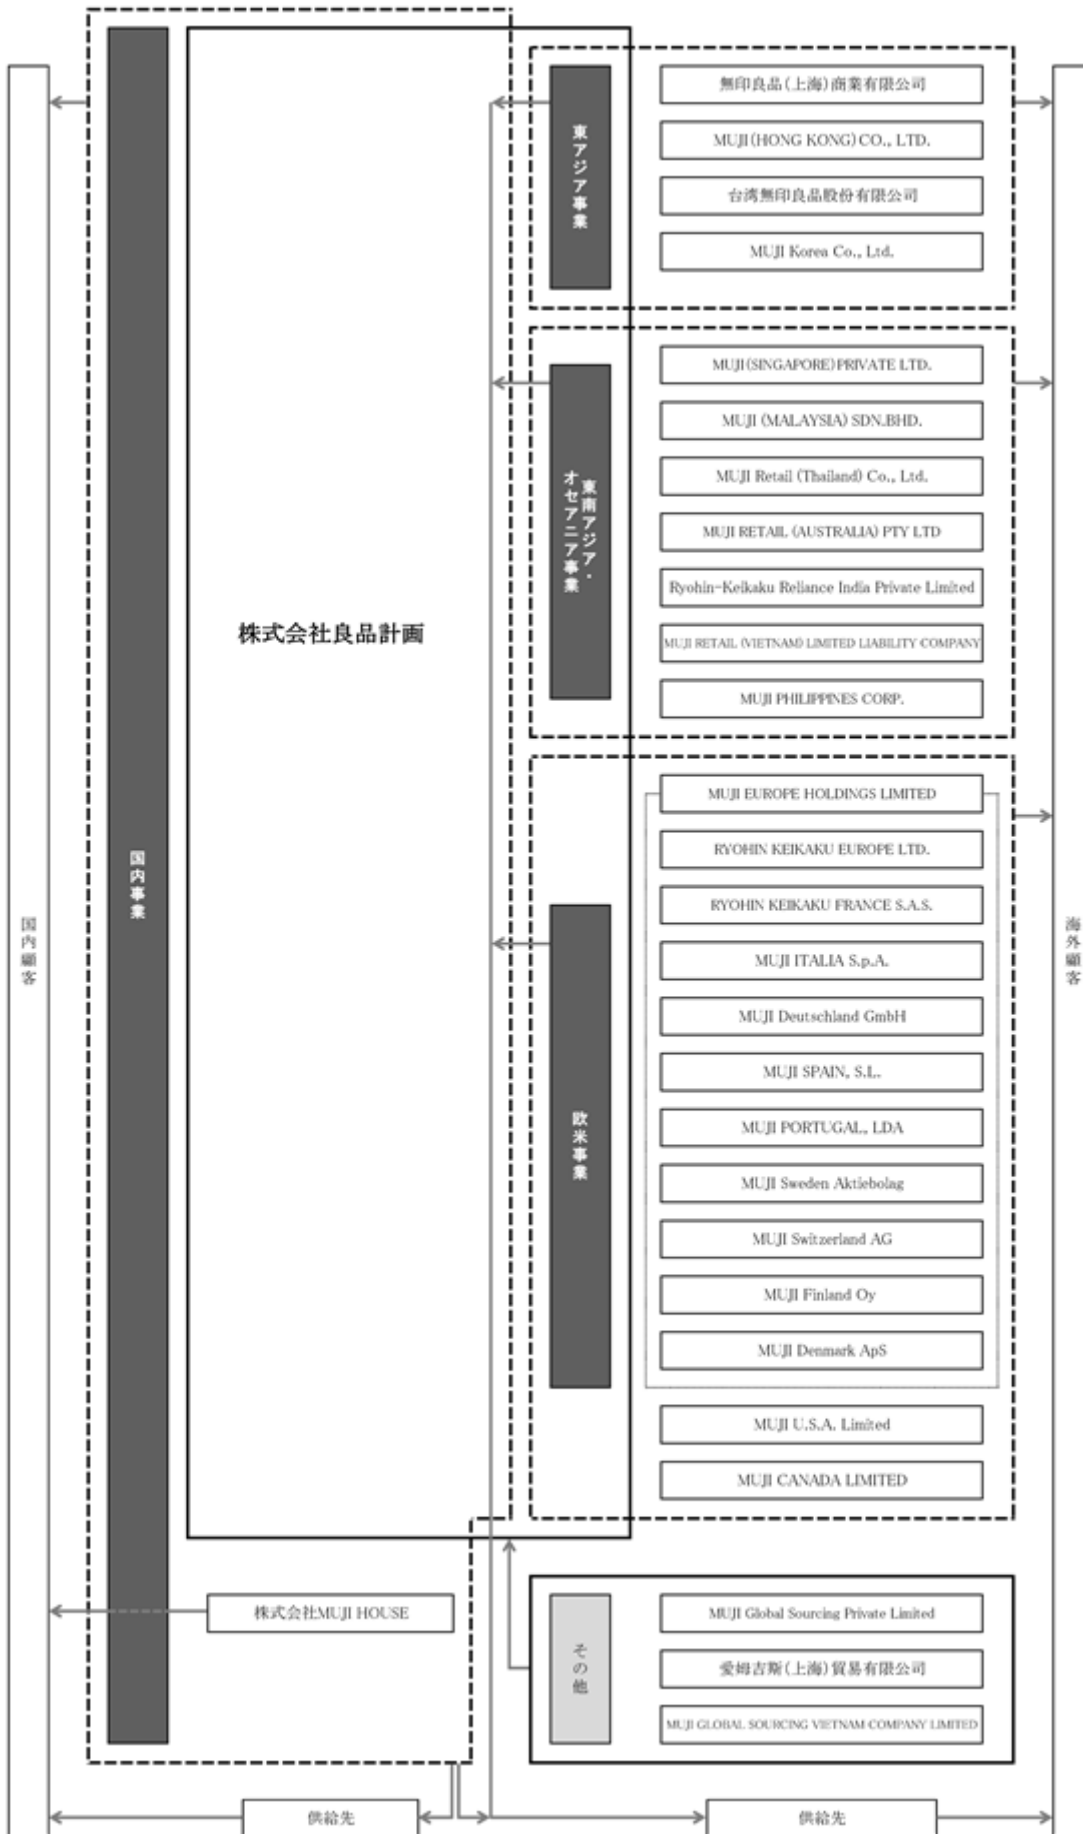 国内顧客
国内事業
株式会社良品計画
株式会社MUJI HOUSE
東アジア事業
無印良品(上海)商業有限公司
MUJI(HONG KONG)CO., LTD.
台湾無印良品股份有限公司
MUJI Korea Co., Ltd.
東南アジア・
オセアニア事業
MUJI(SINGAPORE)PRIVATE LTD.
MUJI (MALAYSIA) SDN.BHD.
MUJI Retail (Thailand) Co., Ltd.
MUJI RETAIL (AUSTRALIA) PTY LTD
Ryohin-Keikaku Reliance India Private Limited
MUJI RETAIL (VIETNAM) LIMITED LIABILITY COMPANY
MUJI PHILIPPINES CORP.
欧米事業
MUJI EUROPE HOLDINGS LIMITED
RYOHIN KEIKAKU EUROPE LTD.
RYOHIN KEIKAKU FRANCE S.A.S.
MUJI ITALIA S.p.A.
MUJI Deutschland GmbH
MUJI SPAIN, S.L.
MUJI PORTUGAL, LDA
MUJI Sweden Aktiebolag
MUJI Switzerland AG
MUJI Finland Oy
MUJI Denmark ApS
MUJI U.S.A. Limited
MUJI CANADA LIMITED
その他
MUJI Global Sourcing Private Limited
愛姆吉斯(上海)貿易有限公司
MUJI GLOBAL SOURCING VIETNAM COMPANY LIMITED
海外顧客
供給先
供給先